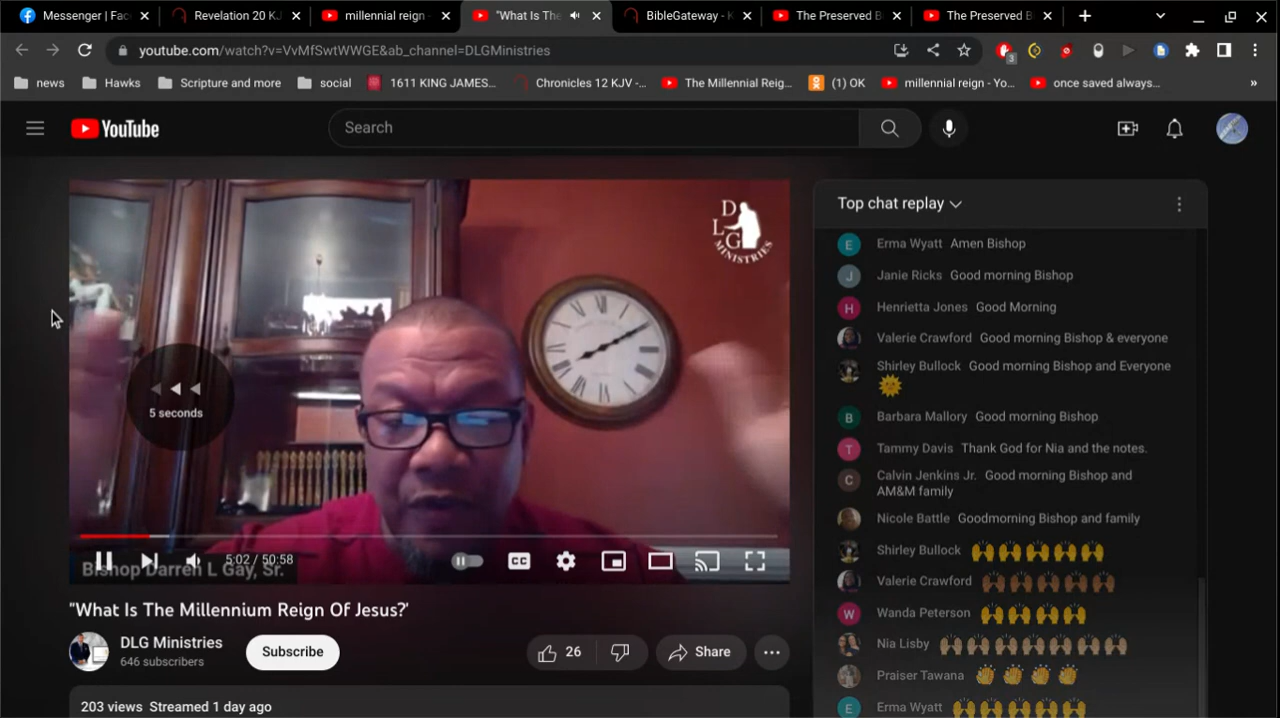 Messenger | Fac
Revelation 20 KJ
millennial reign -
"What Is The
BibleGateway - K
The Preserved B
The Preserved B
youtube.com/watch?v=VvMfSwtWWGE&ab_channel=DLGMinistries
3
news
Hawks
Scripture and more
social
1611 KING JAMES...
Chronicles 12 KJV -...
The Millennial Reig...
(1) OK
millennial reign - Yo...
once saved always...
»
YouTube
Search
D
L
G
MINISTRIES
5 seconds
5:02 / 50:58
CC
Bishop Darren L Gay, Sr.
"What Is The Millennium Reign Of Jesus?'
DLG Ministries
646 subscribers
Subscribe
26
Share
203 views Streamed 1 day ago
Top chat replay
E Erma Wyatt Amen Bishop
J Janie Ricks Good morning Bishop
H Henrietta Jones Good Morning
Valerie Crawford Good morning Bishop & everyone
Shirley Bullock Good morning Bishop and Everyone
🌞
B Barbara Mallory Good morning Bishop
T Tammy Davis Thank God for Nia and the notes.
C Calvin Jenkins Jr. Good morning Bishop and
AM&M family
Nicole Battle Goodmorning Bishop and family
Shirley Bullock 🙌🙌🙌🙌🙌
Valerie Crawford 🙌🏾🙌🏾🙌🏾🙌🏾🙌🏾
W Wanda Peterson 🙌🙌🙌🙌
Nia Lisby 🙌🏼🙌🏼🙌🏼🙌🏼🙌🏼🙌🏼🙌🏼
Praiser Tawana 👏👏👏👏
E Erma Wyatt 🙌🙌🙌🙌🙌